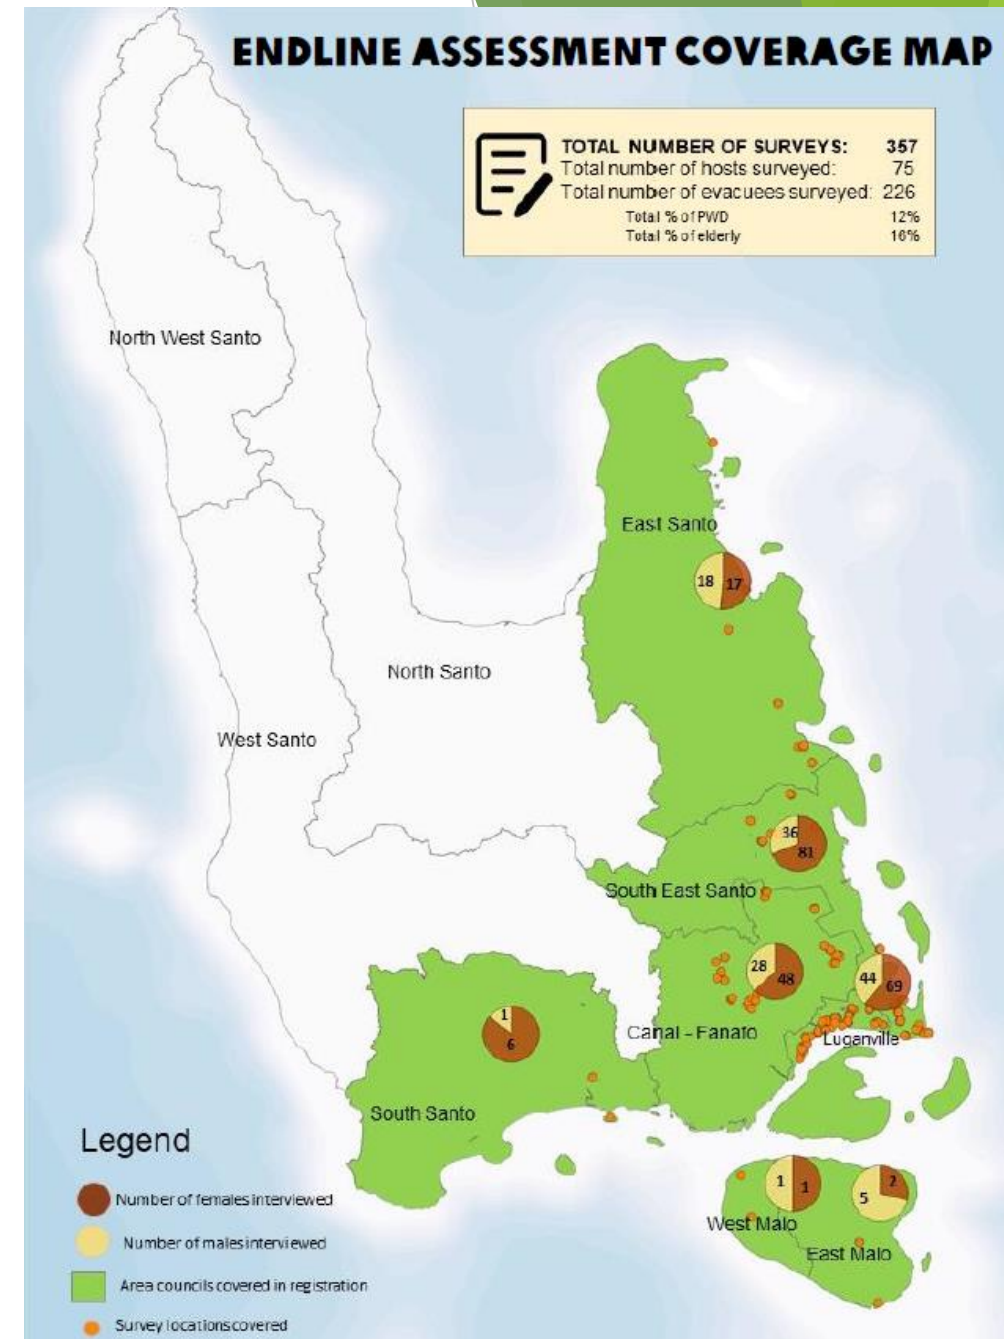 ENDLINE ASSESSMENT COVERAGE MAP
TOTAL NUMBER OF SURVEYS: 357
Total number of hosts surveyed: 75
Total number of evacuees surveyed: 226
Total % of PWD 12%
Total % of elderly 16%
North West Santo
East Santo
18 17
North Santo
West Santo
36
81
South East Santo
28
48
44
69
1
6
Canal - Fanafo
Luganville
South Santo
Legend
Number of females interviewed
1 1
2
5
West Malo
Number of males interviewed
East Malo
Area councils covered in registration
Survey locations covered